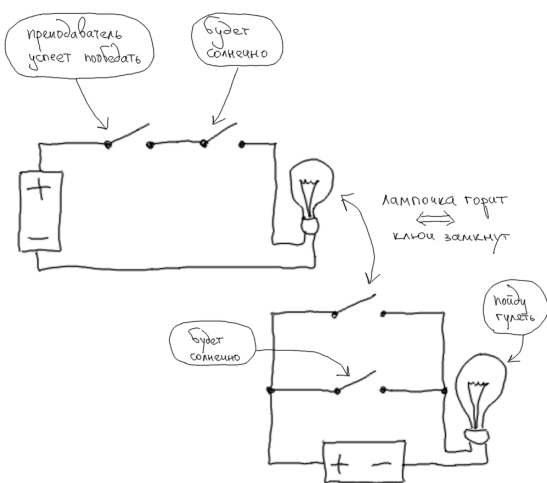 преподаватель
успеет пообедать
будет
солнечно
+
−
лампочка горит
⟺
ключ замкнут
будет
солнечно
пойду
гулять
+ −